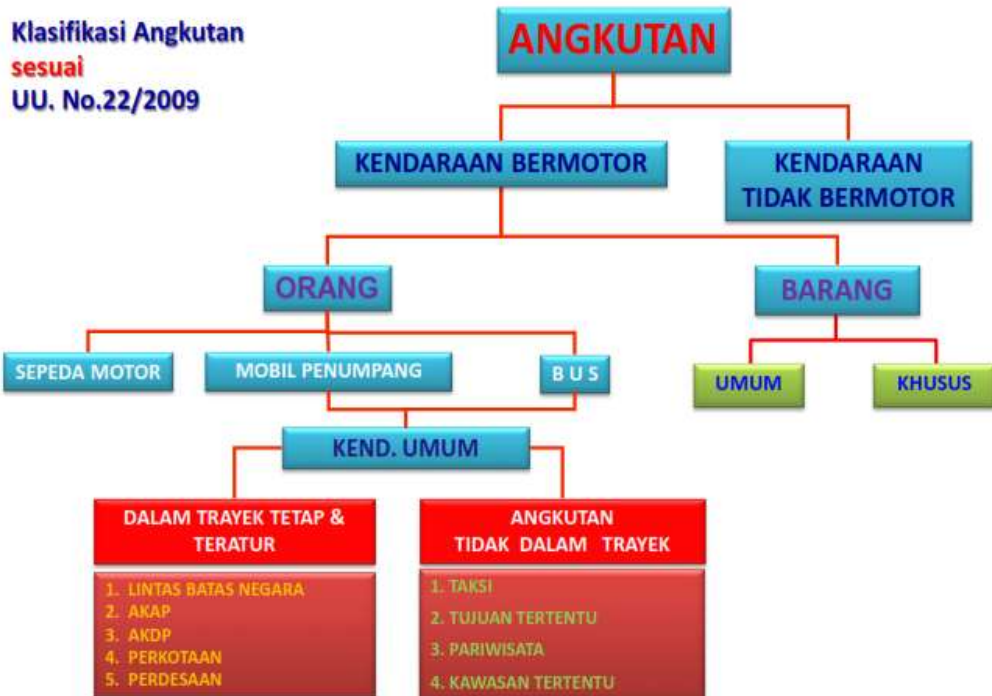 Klasifikasi Angkutan
sesuai
UU. No.22/2009
ANGKUTAN
KENDARAAN BERMOTOR
KENDARAAN
TIDAK BERMOTOR
ORANG
BARANG
SEPEDA MOTOR
MOBIL PENUMPANG
B U S
UMUM
KHUSUS
KEND. UMUM
DALAM TRAYEK TETAP &
TERATUR
1. LINTAS BATAS NEGARA
2. AKAP
3. AKDP
4. PERKOTAAN
5. PERDESAAN
ANGKUTAN
TIDAK DALAM TRAYEK
1. TAKSI
2. TUJUAN TERTENTU
3. PARIWISATA
4. KAWASAN TERTENTU